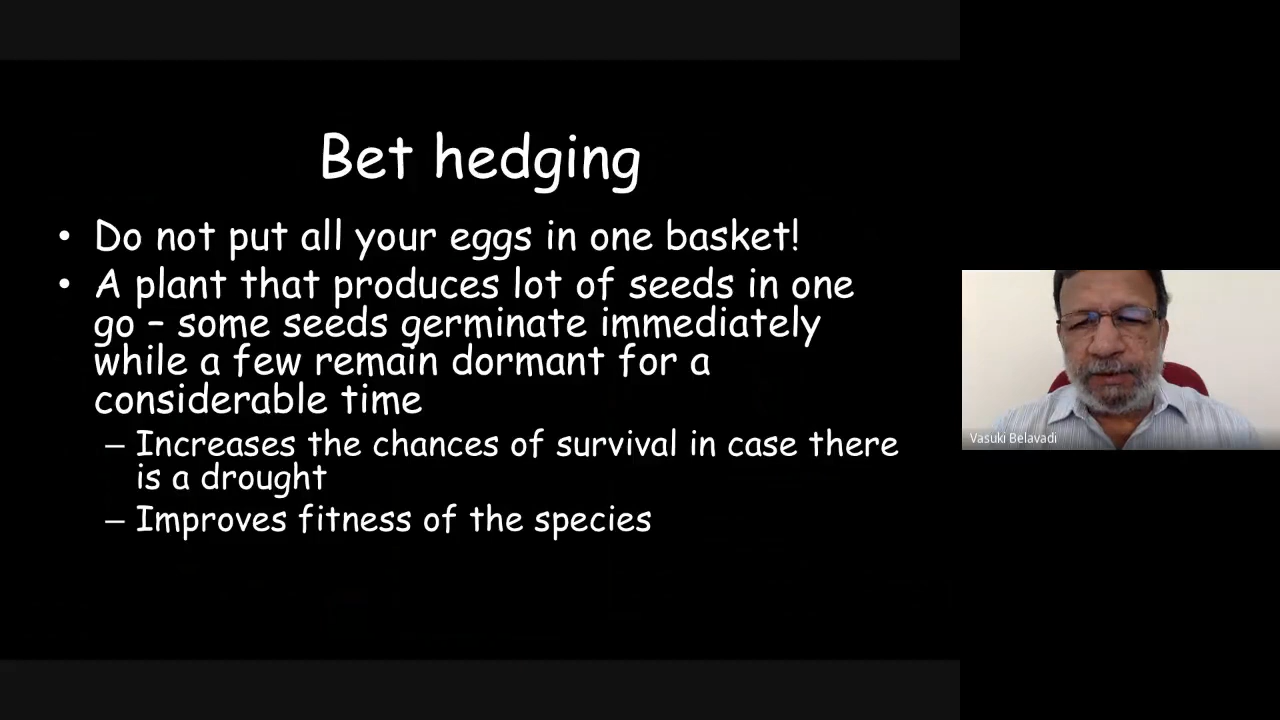 Bet hedging
• Do not put all your eggs in one basket!
• A plant that produces lot of seeds in one
go – some seeds germinate immediately
while a few remain dormant for a
considerable time
– Increases the chances of survival in case there
is a drought
– Improves fitness of the species
Vasuki Belavadi